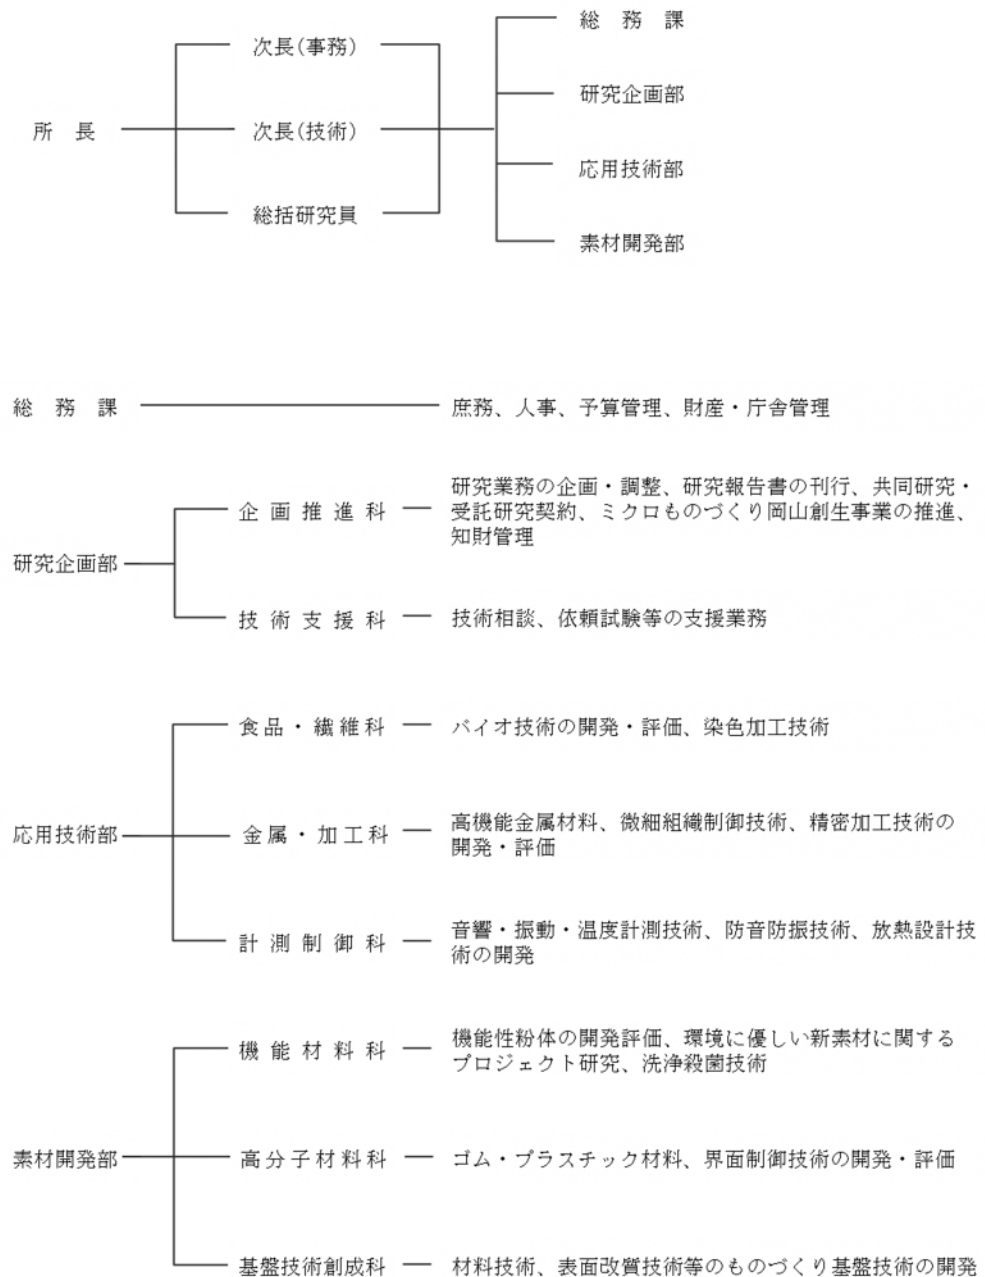 所　長
次長(事務)
次長(技術)
総括研究員
総　務　課
研究企画部
応用技術部
素材開発部
総　務　課
庶務、人事、予算管理、財産・庁舎管理
研究企画部
企画推進科
研究業務の企画・調整、研究報告書の刊行、共同研究・
受託研究契約、ミクロものづくり岡山創生事業の推進、
知財管理
技術支援科
技術相談、依頼試験等の支援業務
応用技術部
食品・繊維科
バイオ技術の開発・評価、染色加工技術
金属・加工科
高機能金属材料、微細組織制御技術、精密加工技術の
開発・評価
計測制御科
音響・振動・温度計測技術、防音防振技術、放熱設計技
術の開発
素材開発部
機能材料科
機能性粉体の開発評価、環境に優しい新素材に関する
プロジェクト研究、洗浄殺菌技術
高分子材料科
ゴム・プラスチック材料、界面制御技術の開発・評価
基盤技術創成科
材料技術、表面改質技術等のものづくり基盤技術の開発